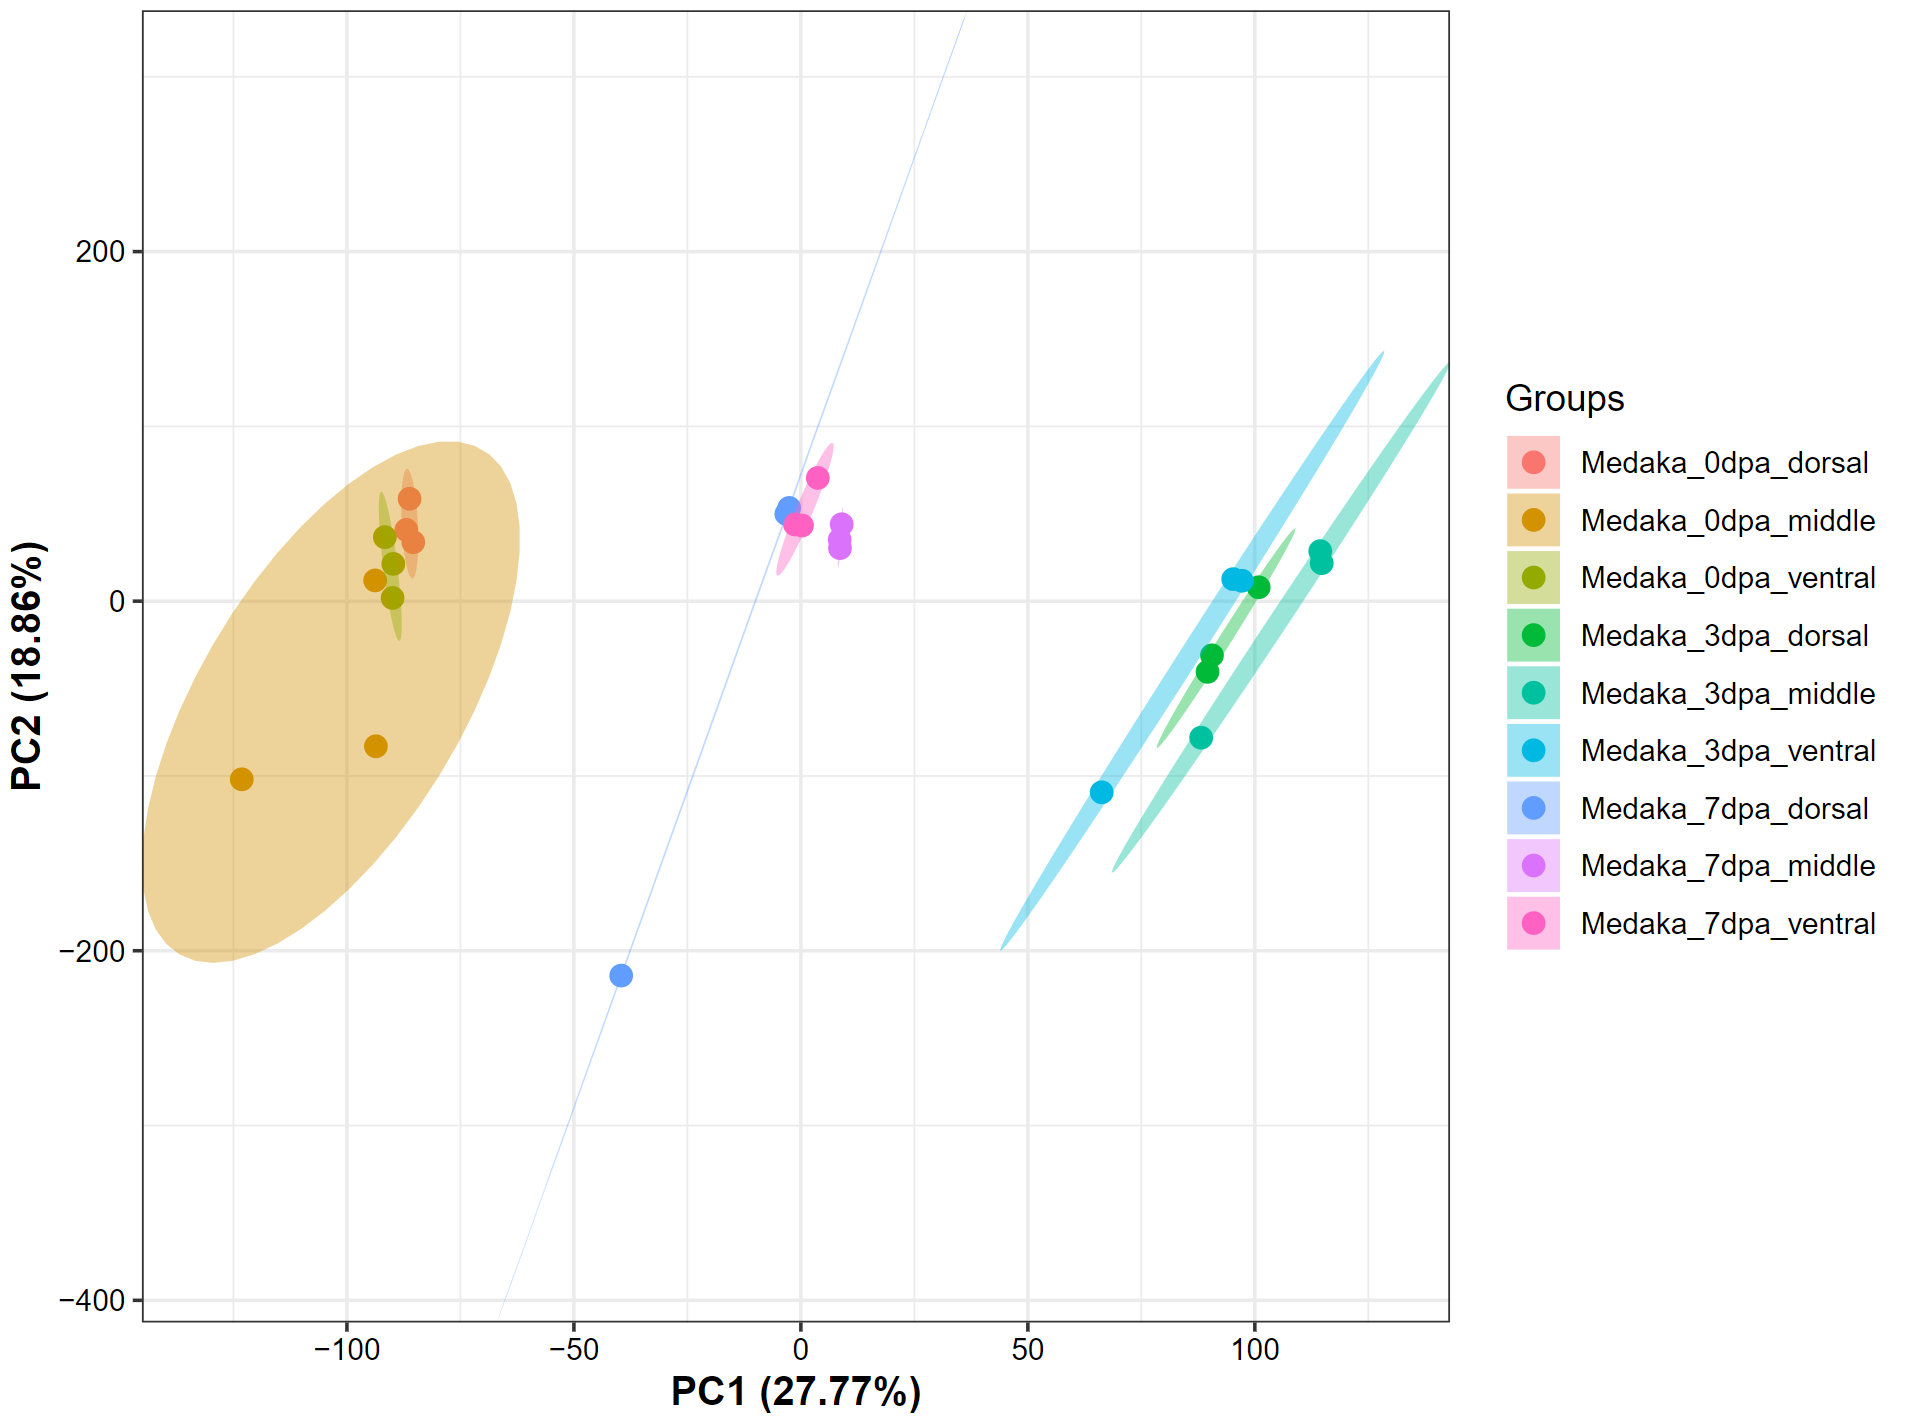 200
0
−200
−400
PC2 (18.86%)
−100
−50
0
50
100
PC1 (27.77%)
Groups
Medaka_0dpa_dorsal
Medaka_0dpa_middle
Medaka_0dpa_ventral
Medaka_3dpa_dorsal
Medaka_3dpa_middle
Medaka_3dpa_ventral
Medaka_7dpa_dorsal
Medaka_7dpa_middle
Medaka_7dpa_ventral